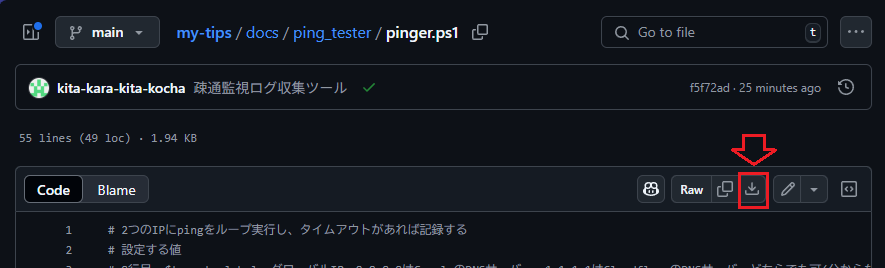 main my-tips / docs / ping_tester / pinger.ps1 Go to file t
kita-kara-kita-kocha 疎通監視ログ収集ツール f5f72ad · 25 minutes ago
55 lines (49 loc) · 1.94 KB
Code Blame Raw
1 # 2つのIPにpingをループ実行し、タイムアウトがあれば記録する
2 # 設定する値